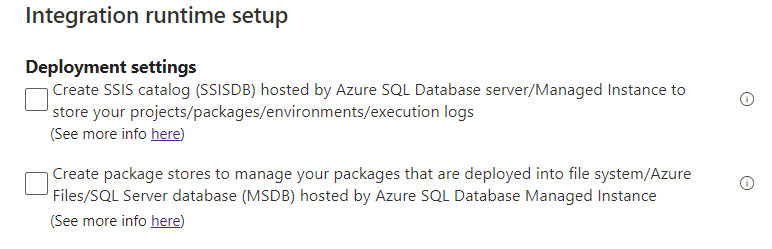 Integration runtime setup
Deployment settings
Create SSIS catalog (SSISDB) hosted by Azure SQL Database server/Managed Instance to
store your projects/packages/environments/execution logs
(See more info here)
Create package stores to manage your packages that are deployed into file system/Azure
Files/SQL Server database (MSDB) hosted by Azure SQL Database Managed Instance
(See more info here)